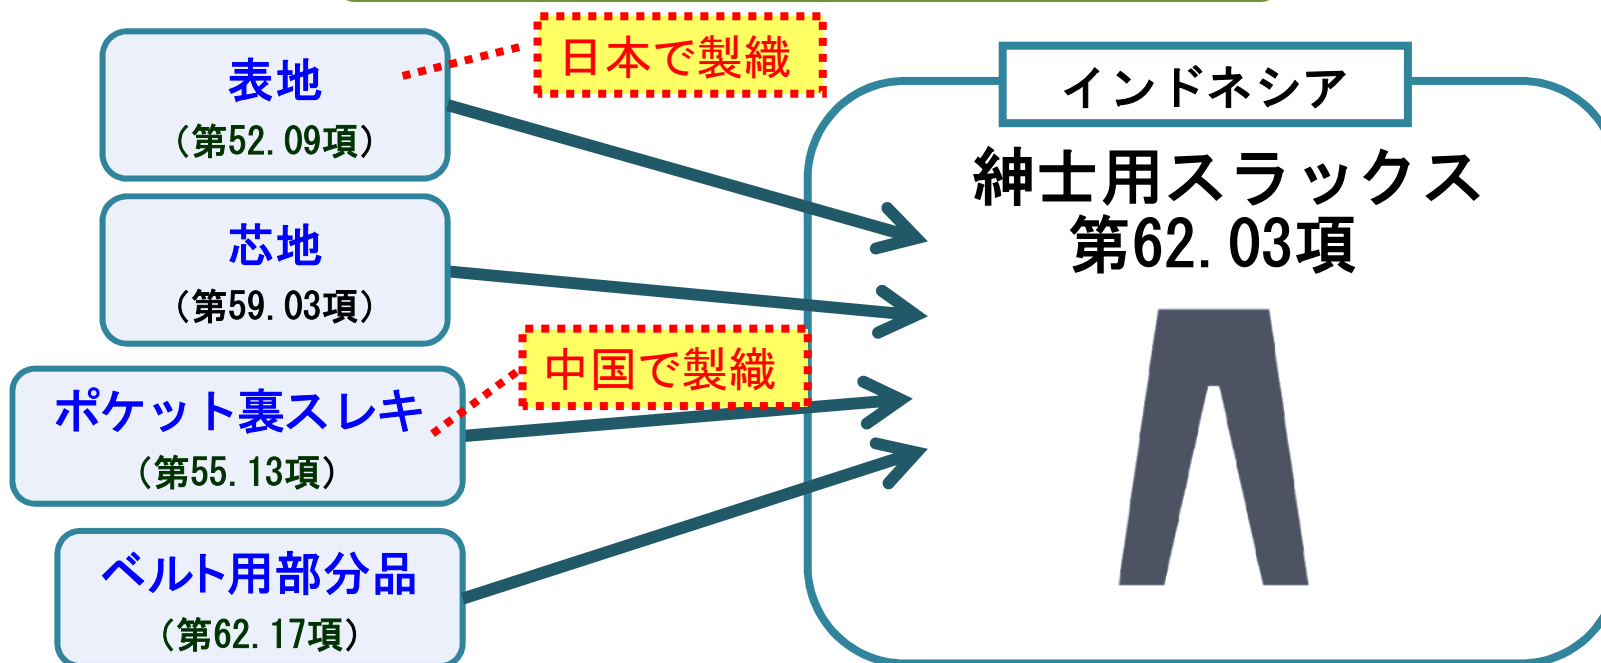 表地
(第52.09項)
日本で製織
芯地
(第59.03項)
ポケット裏スレキ
(第55.13項)
中国で製織
ベルト用部分品
(第62.17項)
インドネシア
紳士用スラックス
第62.03項